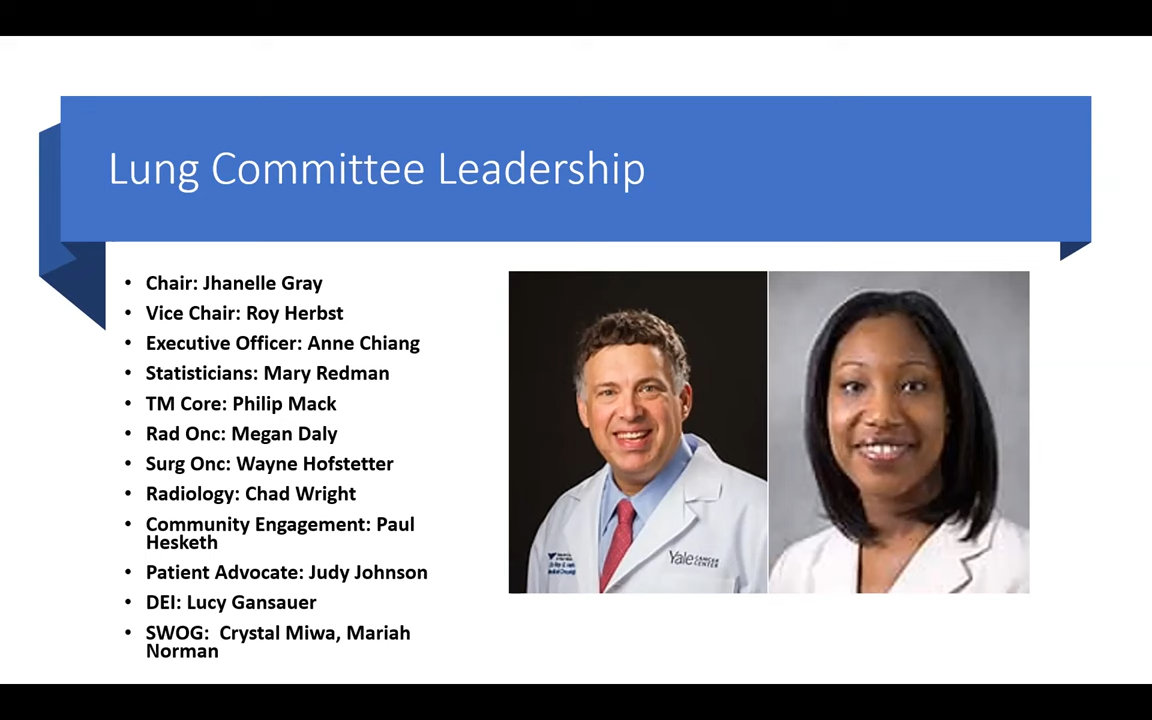 Lung Committee Leadership
• Chair: Jhanelle Gray
• Vice Chair: Roy Herbst
• Executive Officer: Anne Chiang
• Statisticians: Mary Redman
• TM Core: Philip Mack
• Rad Onc: Megan Daly
• Surg Onc: Wayne Hofstetter
• Radiology: Chad Wright
• Community Engagement: Paul
Hesketh
• Patient Advocate: Judy Johnson
• DEI: Lucy Gansauer
• SWOG: Crystal Miwa, Mariah
Norman
Yale CANCER
CENTER